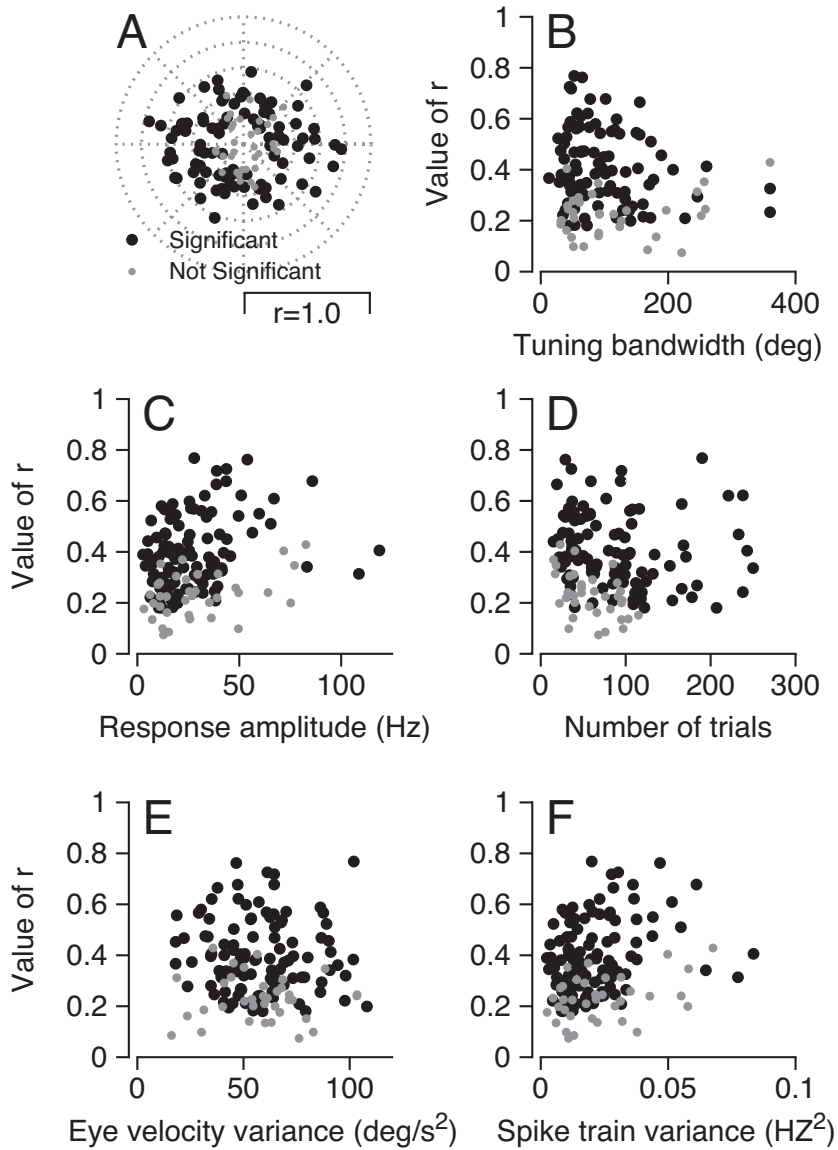 A
Significant
Not Significant
r=1.0
B
Value of r
1
0.8
0.6
0.4
0.2
0
0 200 400
Tuning bandwidth (deg)
C
Value of r
1
0.8
0.6
0.4
0.2
0
0 50 100
Response amplitude (Hz)
D
1
0.8
0.6
0.4
0.2
0
0 100 200 300
Number of trials
E
Value of r
1
0.8
0.6
0.4
0.2
0
0 50 100
Eye velocity variance (deg/s²)
F
1
0.8
0.6
0.4
0.2
0
0 0.05 0.1
Spike train variance (HZ²)